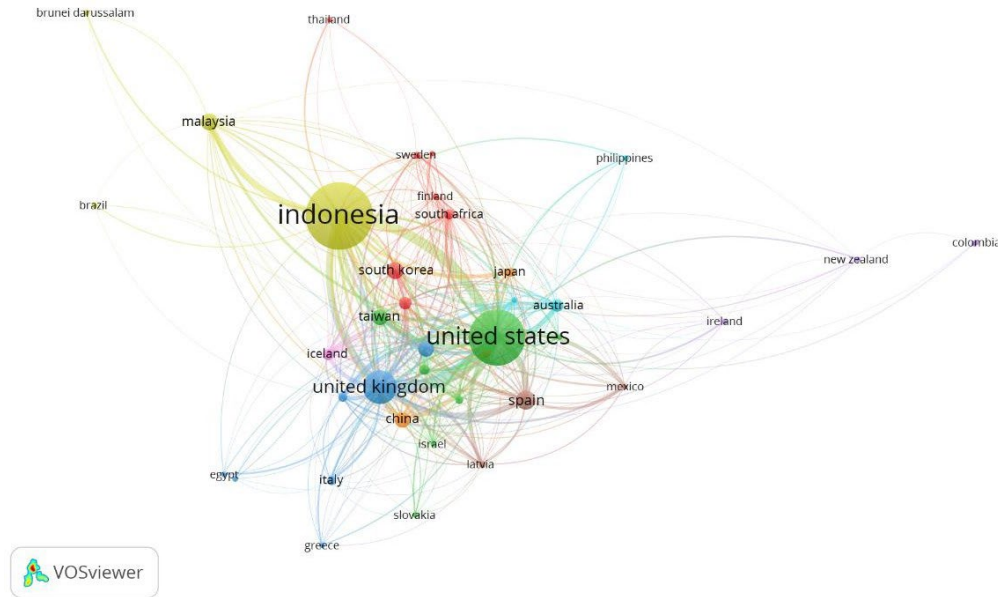 brunei darussalam
thailand
malaysia
sweden
philippines
finland
brazil
indonesia
south africa
colombia
new zealand
south korea
japan
australia
taiwan
ireland
united states
iceland
united kingdom
mexico
spain
china
israel
latvia
egypt
italy
slovakia
greece
VOSviewer